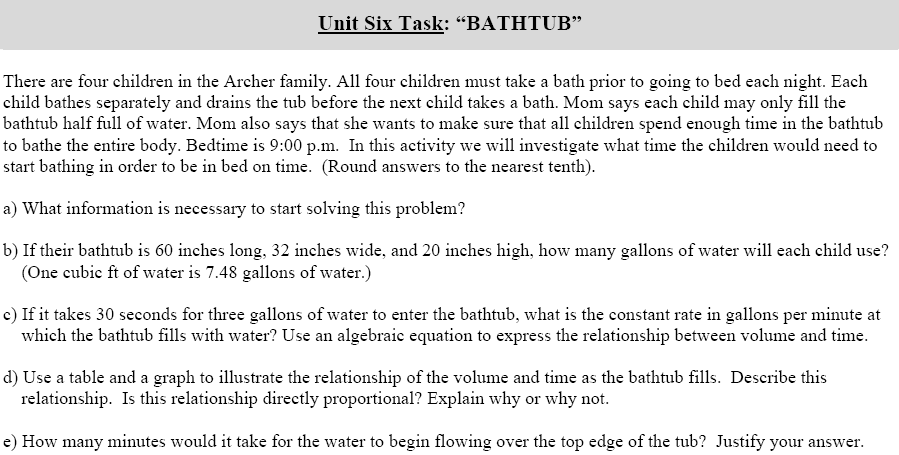 Unit Six Task: “BATHTUB”
There are four children in the Archer family. All four children must take a bath prior to going to bed each night. Each
child bathes separately and drains the tub before the next child takes a bath. Mom says each child may only fill the
bathtub half full of water. Mom also says that she wants to make sure that all children spend enough time in the bathtub
to bathe the entire body. Bedtime is 9:00 p.m. In this activity we will investigate what time the children would need to
start bathing in order to be in bed on time. (Round answers to the nearest tenth).
a) What information is necessary to start solving this problem?
b) If their bathtub is 60 inches long, 32 inches wide, and 20 inches high, how many gallons of water will each child use?
(One cubic ft of water is 7.48 gallons of water.)
c) If it takes 30 seconds for three gallons of water to enter the bathtub, what is the constant rate in gallons per minute at
which the bathtub fills with water? Use an algebraic equation to express the relationship between volume and time.
d) Use a table and a graph to illustrate the relationship of the volume and time as the bathtub fills. Describe this
relationship. Is this relationship directly proportional? Explain why or why not.
e) How many minutes would it take for the water to begin flowing over the top edge of the tub? Justify your answer.